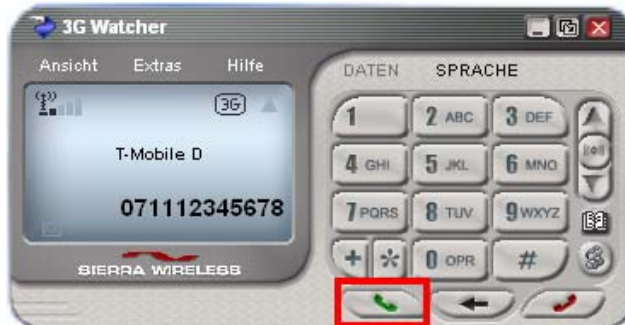 3G Watcher
Ansicht Extras Hilfe
3G
T-Mobile D
071112345678
SIERRA WIRELESS
DATEN SPRACHE
1 2 ABC 3 DEF
4 GHI 5 JKL 6 MNO
7 PQRS 8 TUV 9 WXYZ
+ * 0 OPR #